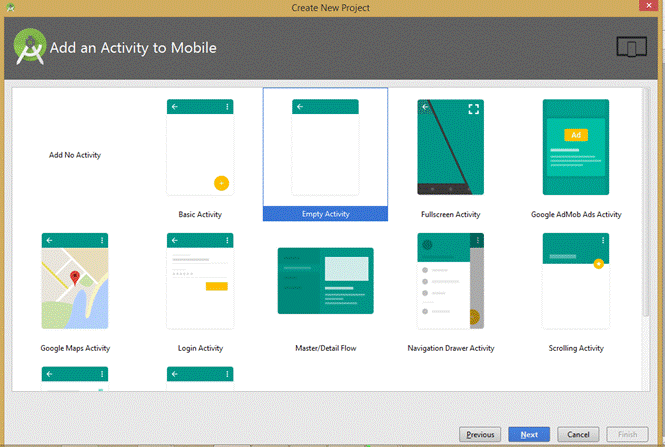 Create New Project
Add an Activity to Mobile
Add No Activity
Basic Activity
Empty Activity
Ad
Fullscreen Activity
Google AdMob Ads Activity
Google Maps Activity
Login Activity
Master/Detail Flow
Navigation Drawer Activity
Scrolling Activity
Previous
Next
Cancel
Finish